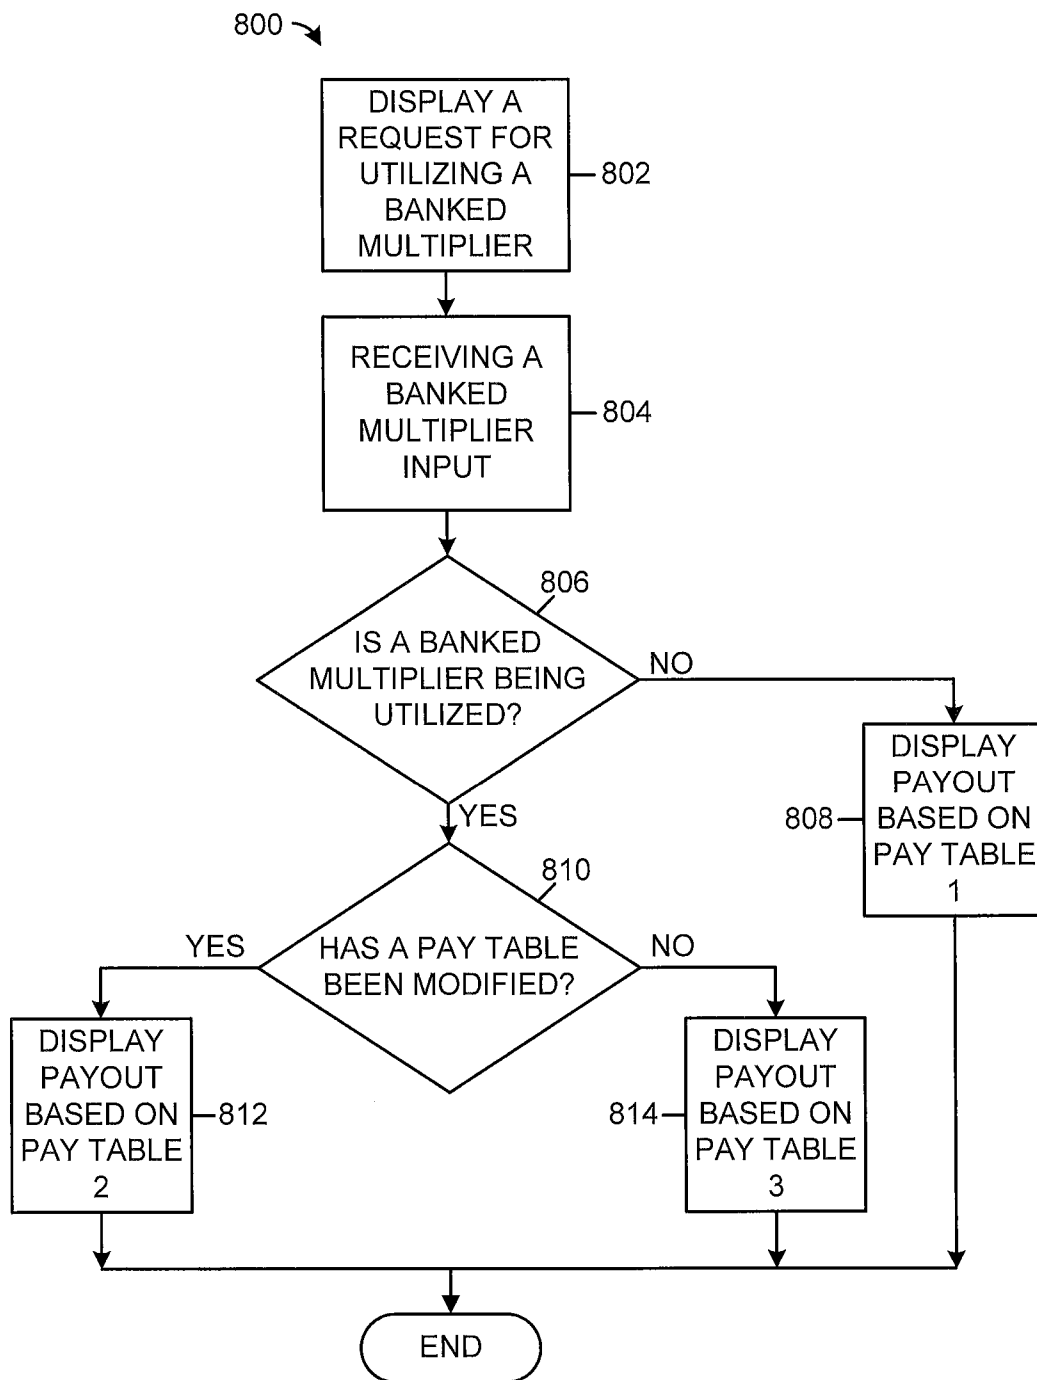 800
DISPLAY A
REQUEST FOR
UTILIZING A
BANKED
MULTIPLIER
802
RECEIVING A
BANKED
MULTIPLIER
INPUT
804
806
IS A BANKED
MULTIPLIER BEING
UTILIZED?
NO
YES
DISPLAY
PAYOUT
BASED ON
PAY TABLE
1
808
810
HAS A PAY TABLE
BEEN MODIFIED?
YES
NO
DISPLAY
PAYOUT
BASED ON
PAY TABLE
2
812
814
DISPLAY
PAYOUT
BASED ON
PAY TABLE
3
END